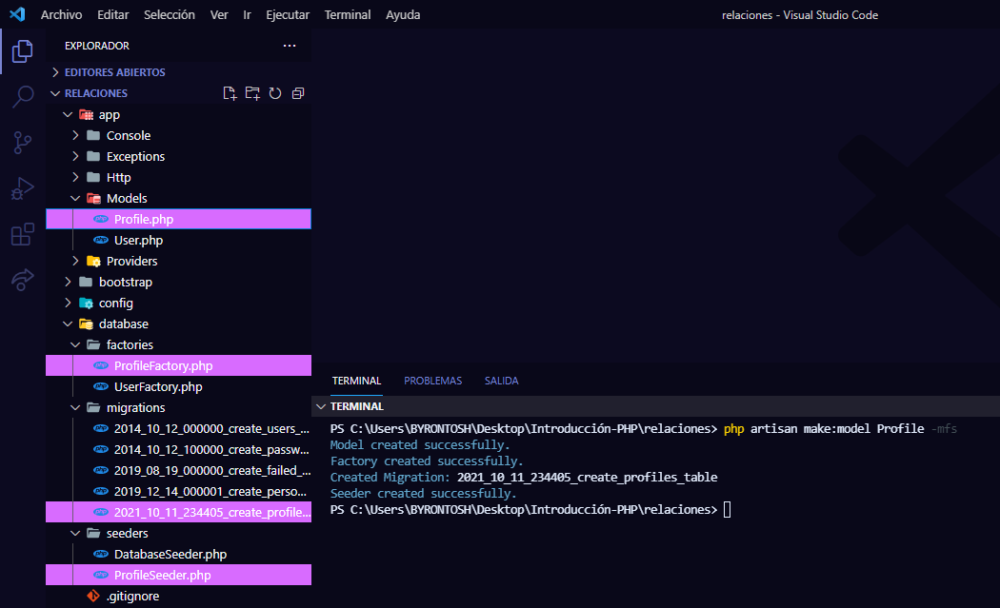 Archivo Editar Selección Ver Ir Ejecutar Terminal Ayuda relaciones - Visual Studio Code
EXPLORADOR ...
EDITORES ABIERTOS
RELACIONES
app
Console
Exceptions
Http
Models
Profile.php
User.php
Providers
bootstrap
config
database
factories
ProfileFactory.php
UserFactory.php
migrations
2014_10_12_000000_create_users_...
2014_10_12_100000_create_passw...
2019_08_19_000000_create_failed_...
2019_12_14_000001_create_perso...
2021_10_11_234405_create_profile...
seeders
DatabaseSeeder.php
ProfileSeeder.php
.gitignore
TERMINAL PROBLEMAS SALIDA
TERMINAL
PS C:\Users\BYRONTOSH\Desktop\Introducción-PHP\relaciones> php artisan make:model Profile -mfs
Model created successfully.
Factory created successfully.
Created Migration: 2021_10_11_234405_create_profiles_table
Seeder created successfully.
PS C:\Users\BYRONTOSH\Desktop\Introducción-PHP\relaciones>